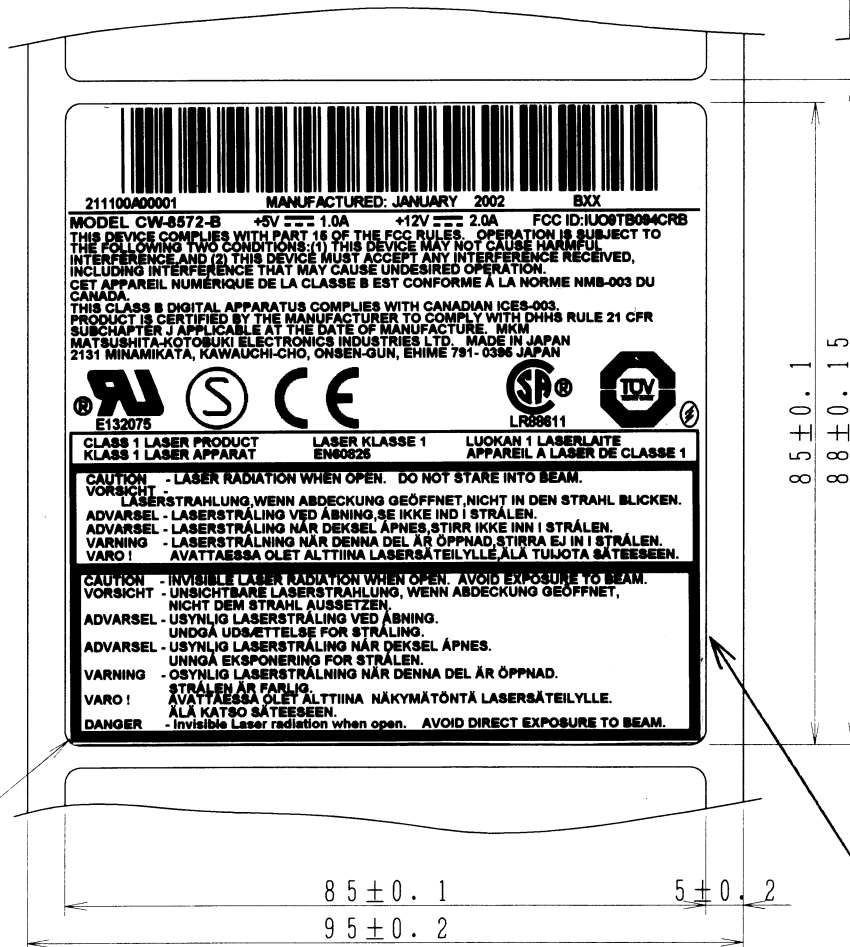 211100A00001 MANUFACTURED: JANUARY 2002 BXX
MODEL CW-8572-B +5V 1.0A +12V 2.0A FCC ID:IUO9TB094CRB
THIS DEVICE COMPLIES WITH PART 15 OF THE FCC RULES. OPERATION IS SUBJECT TO
THE FOLLOWING TWO CONDITIONS:(1) THIS DEVICE MAY NOT CAUSE HARMFUL
INTERFERENCE,AND (2) THIS DEVICE MUST ACCEPT ANY INTERFERENCE RECEIVED,
INCLUDING INTERFERENCE THAT MAY CAUSE UNDESIRED OPERATION.
CET APPAREIL NUMÉRIQUE DE LA CLASSE B EST CONFORME À LA NORME NMB-003 DU
CANADA.
THIS CLASS B DIGITAL APPARATUS COMPLIES WITH CANADIAN ICES-003.
PRODUCT IS CERTIFIED BY THE MANUFACTURER TO COMPLY WITH DHHS RULE 21 CFR
SUBCHAPTER J APPLICABLE AT THE DATE OF MANUFACTURE. MKM
MATSUSHITA-KOTOBUKI ELECTRONICS INDUSTRIES LTD. MADE IN JAPAN
2131 MINAMIKATA, KAWAUCHI-CHO, ONSEN-GUN, EHIME 791- 0395 JAPAN
® RU S CE SA ® TÜV
E132075 LR88611
CLASS 1 LASER PRODUCT LASER KLASSE 1 LUOKAN 1 LASERLAITE
KLASS 1 LASER APPARAT EN60825 APPAREIL A LASER DE CLASSE 1
CAUTION - LASER RADIATION WHEN OPEN. DO NOT STARE INTO BEAM.
VORSICHT -
LASERSTRAHLUNG,WENN ABDECKUNG GEÖFFNET,NICHT IN DEN STRAHL BLICKEN.
ADVARSEL - LASERSTRÅLING VED ÅBNING,SE IKKE IND I STRÅLEN.
ADVARSEL - LASERSTRÅLING NÅR DEKSEL ÅPNES,STIRR IKKE INN I STRÅLEN.
VARNING - LASERSTRÅLNING NÄR DENNA DEL ÄR ÖPPNAD,STIRRA EJ IN I STRÅLEN.
VARO ! AVATTAESSA OLET ALTTIINA LASERSÄTEILYLLE,ÄLÄ TUIJOTA SÄTEESEEN.
CAUTION - INVISIBLE LASER RADIATION WHEN OPEN. AVOID EXPOSURE TO BEAM.
VORSICHT - UNSICHTBARE LASERSTRAHLUNG, WENN ABDECKUNG GEÖFFNET,
NICHT DEM STRAHL AUSSETZEN.
ADVARSEL - USYNLIG LASERSTRÅLING VED ÅBNING.
UNDGÅ UDSÆTTELSE FOR STRÅLING.
ADVARSEL - USYNLIG LASERSTRÅLING NÅR DEKSEL ÅPNES.
UNNGÅ EKSPONERING FOR STRÅLEN.
VARNING - OSYNLIG LASERSTRÅLNING NÄR DENNA DEL ÄR ÖPPNAD.
STRÅLEN ÄR FARLIG.
VARO ! AVATTAESSA OLET ALTTIINA NÄKYMÄTÖNTÄ LASERSÄTEILYLLE.
ÄLÄ KATSO SÄTEESEEN.
DANGER - Invisible Laser radiation when open. AVOID DIRECT EXPOSURE TO BEAM.
85±0.1
88±0.15
85±0.1 5±0.2
95±0.2